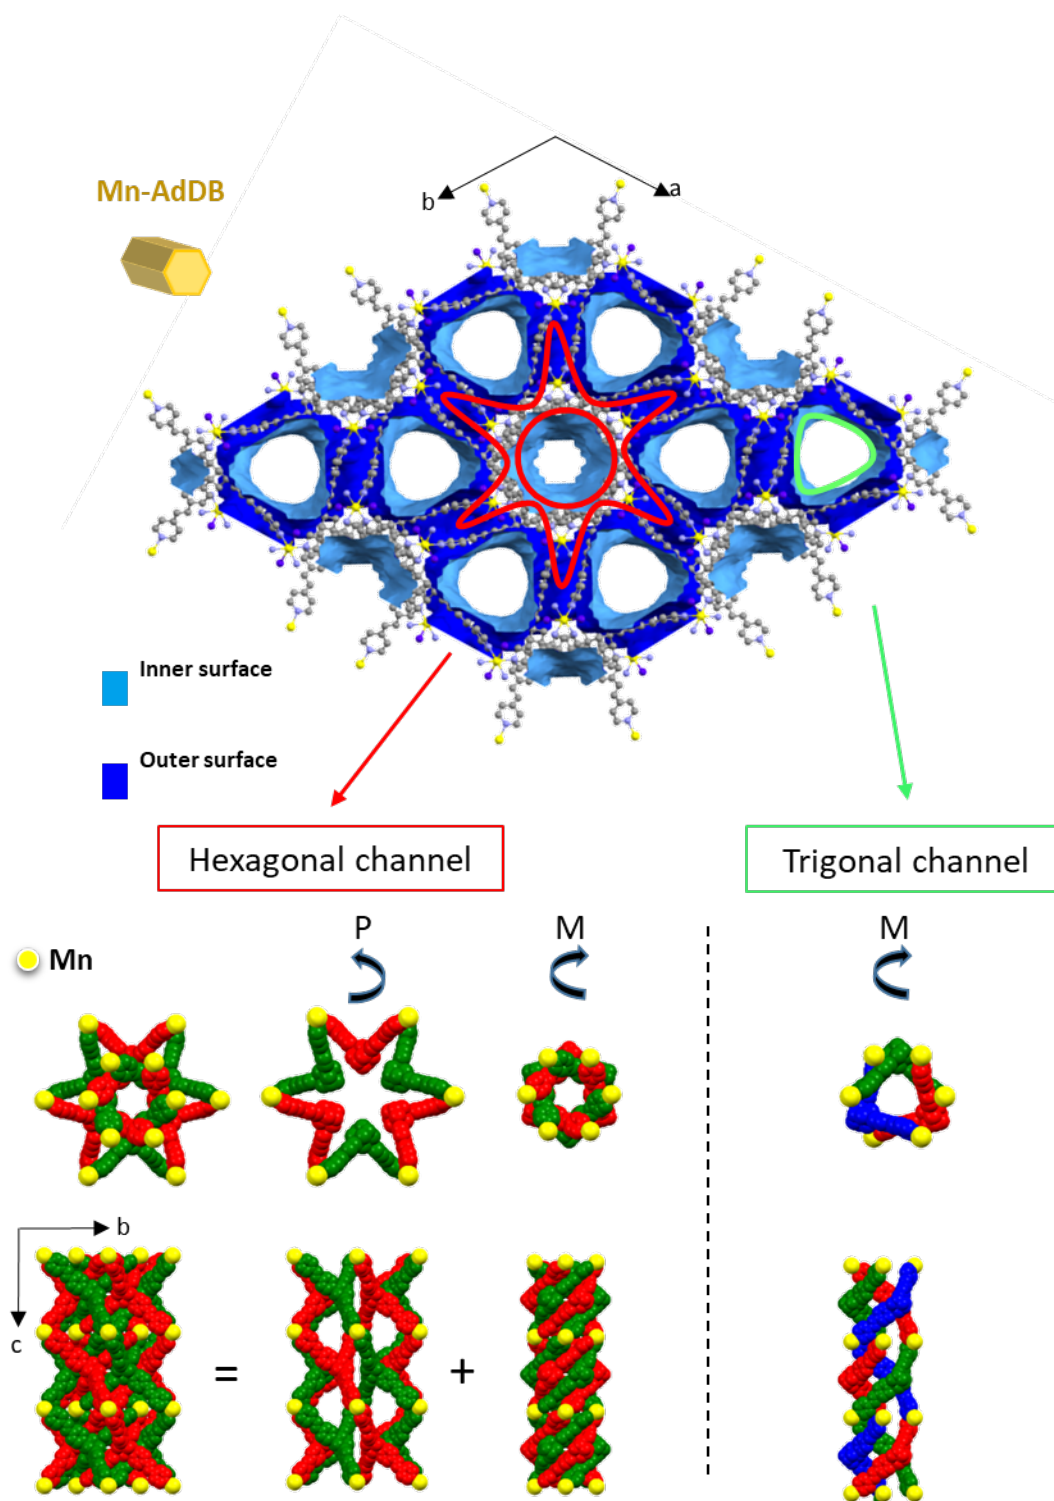 Mn-AdDB
b
a
Inner surface
Outer surface
Hexagonal channel
Trigonal channel
P
M
M
Mn
b
c
=
+